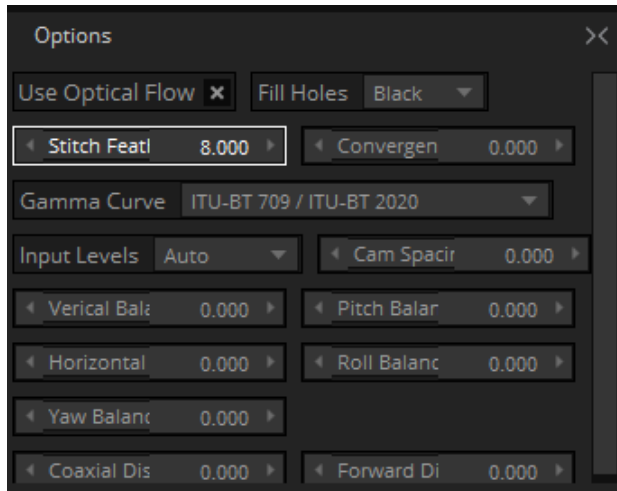 Options
Use Optical Flow Fill Holes Black
Stitch Featl 8.000 Convergen 0.000
Gamma Curve ITU-BT 709 / ITU-BT 2020
Input Levels Auto Cam Spacir 0.000
Verical Bala 0.000 Pitch Balar 0.000
Horizontal 0.000 Roll Balanc 0.000
Yaw Balanc 0.000
Coaxial Dis 0.000 Forward Di 0.000